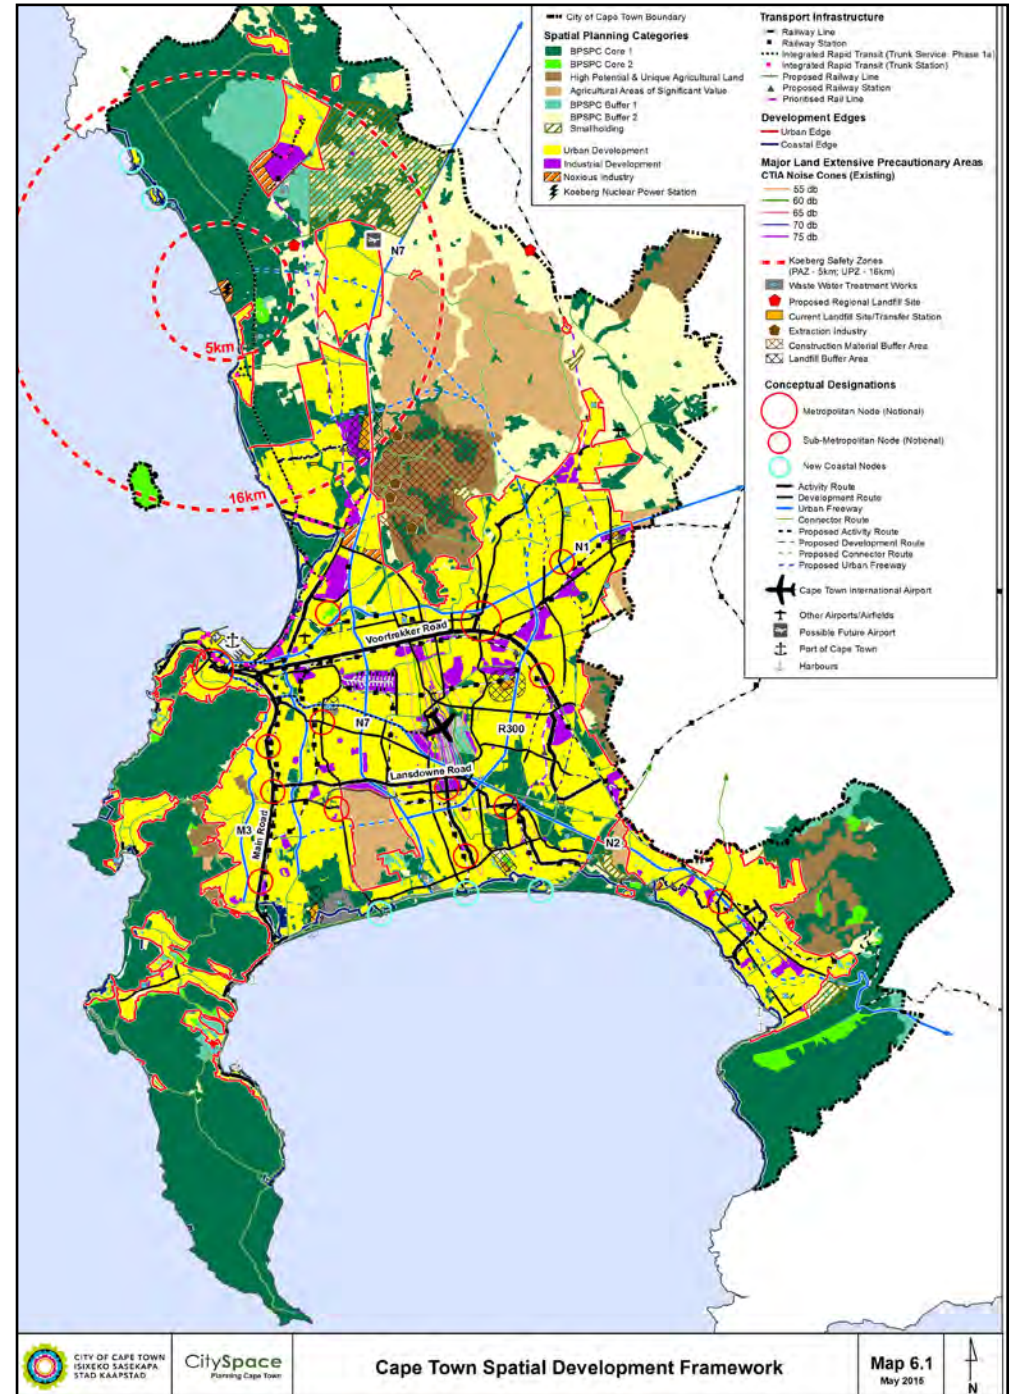 City of Cape Town Boundary
Spatial Planning Categories
BPSPC Core 1
BPSPC Core 2
High Potential & Unique Agricultural Land
Agricultural Areas of Significant Value
BPSPC Buffer 1
BPSPC Buffer 2
Smallholding
Urban Development
Industrial Development
Noxious Industry
Koeberg Nuclear Power Station
Transport Infrastructure
Railway Line
Railway Station
Integrated Rapid Transit (Trunk Service: Phase 1a)
Integrated Rapid Transit (Trunk Station)
Proposed Railway Line
Proposed Railway Station
Prioritised Rail Line
Development Edges
Urban Edge
Coastal Edge
Major Land Extensive Precautionary Areas
CTIA Noise Cones (Existing)
55 db
60 db
65 db
70 db
75 db
Koeberg Safety Zones
(PAZ - 5km; UPZ - 16km)
Waste Water Treatment Works
Proposed Regional Landfill Site
Current Landfill Site/Transfer Station
Extraction Industry
Construction Material Buffer Area
Landfill Buffer Area
Conceptual Designations
Metropolitan Node (Notional)
Sub-Metropolitan Node (Notional)
New Coastal Nodes
Activity Route
Development Route
Urban Freeway
Connector Route
Proposed Activity Route
Proposed Development Route
Proposed Connector Route
Proposed Urban Freeway
Cape Town International Airport
Other Airports/Airfields
Possible Future Airport
Port of Cape Town
Harbours
N7
5km
16km
N1
Voortrekker Road
N7
R300
Lansdowne Road
M3
Main Road
N2
CITY OF CAPE TOWN
ISIXEKO SASEKAPA
STAD KAAPSTAD
CitySpace
Planning Cape Town
Cape Town Spatial Development Framework
Map 6.1
May 2015
N